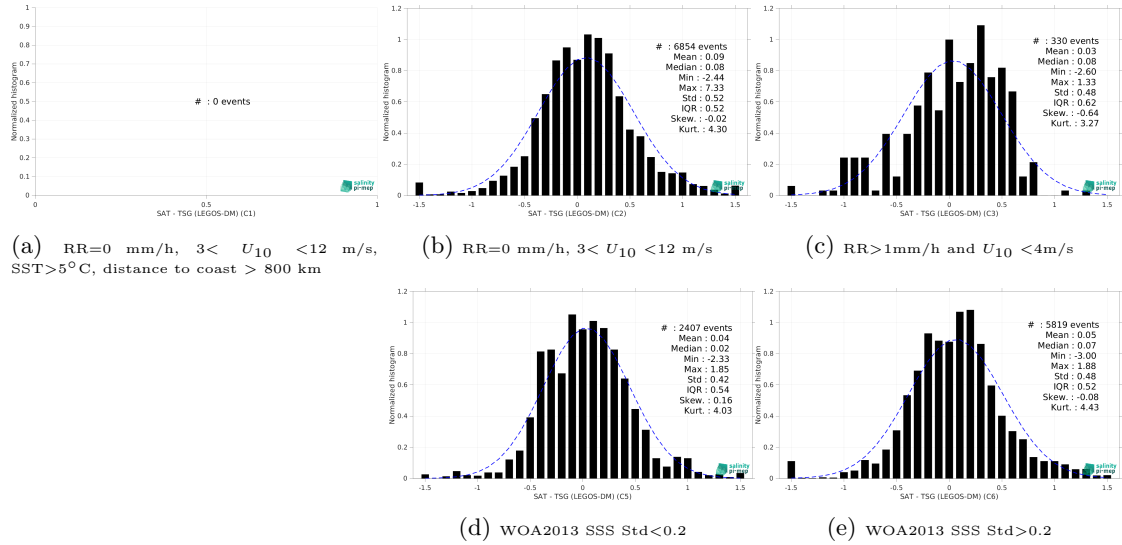 1
0.9
0.8
0.7
0.6
0.5
0.4
0.3
0.2
0.1
0
Normalized histogram
# : 0 events
0 0.5 1
SAT - TSG (LEGOS-DM) (C1)
salinity
pi-mep
(a) RR=0 mm/h, 3< U10 <12 m/s,
SST>5°C, distance to coast > 800 km
1.2
1
0.8
0.6
0.4
0.2
0
Normalized histogram
# : 6854 events
Mean : 0.09
Median : 0.08
Min : -2.44
Max : 7.33
Std : 0.52
IQR : 0.52
Skew. : -0.02
Kurt. : 4.30
-1.5 -1 -0.5 0 0.5 1 1.5
SAT - TSG (LEGOS-DM) (C2)
salinity
pi-mep
(b) RR=0 mm/h, 3< U10 <12 m/s
1.2
1
0.8
0.6
0.4
0.2
0
Normalized histogram
# : 330 events
Mean : 0.03
Median : 0.08
Min : -2.60
Max : 1.33
Std : 0.48
IQR : 0.62
Skew. : -0.64
Kurt. : 3.27
-1.5 -1 -0.5 0 0.5 1 1.5
SAT - TSG (LEGOS-DM) (C3)
salinity
pi-mep
(c) RR>1mm/h and U10 <4m/s
1.2
1
0.8
0.6
0.4
0.2
0
Normalized histogram
# : 2407 events
Mean : 0.04
Median : 0.02
Min : -2.33
Max : 1.85
Std : 0.42
IQR : 0.54
Skew. : 0.16
Kurt. : 4.03
-1.5 -1 -0.5 0 0.5 1 1.5
SAT - TSG (LEGOS-DM) (C5)
salinity
pi-mep
(d) WOA2013 SSS Std<0.2
1.2
1
0.8
0.6
0.4
0.2
0
Normalized histogram
# : 5819 events
Mean : 0.05
Median : 0.07
Min : -3.00
Max : 1.88
Std : 0.48
IQR : 0.52
Skew. : -0.08
Kurt. : 4.43
-1.5 -1 -0.5 0 0.5 1 1.5
SAT - TSG (LEGOS-DM) (C6)
salinity
pi-mep
(e) WOA2013 SSS Std>0.2